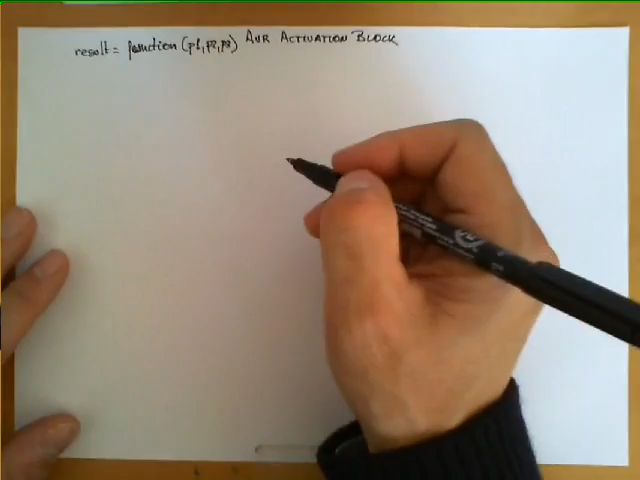 result = function (p1,p2,p3) AVR ACTIVATION BLOCK